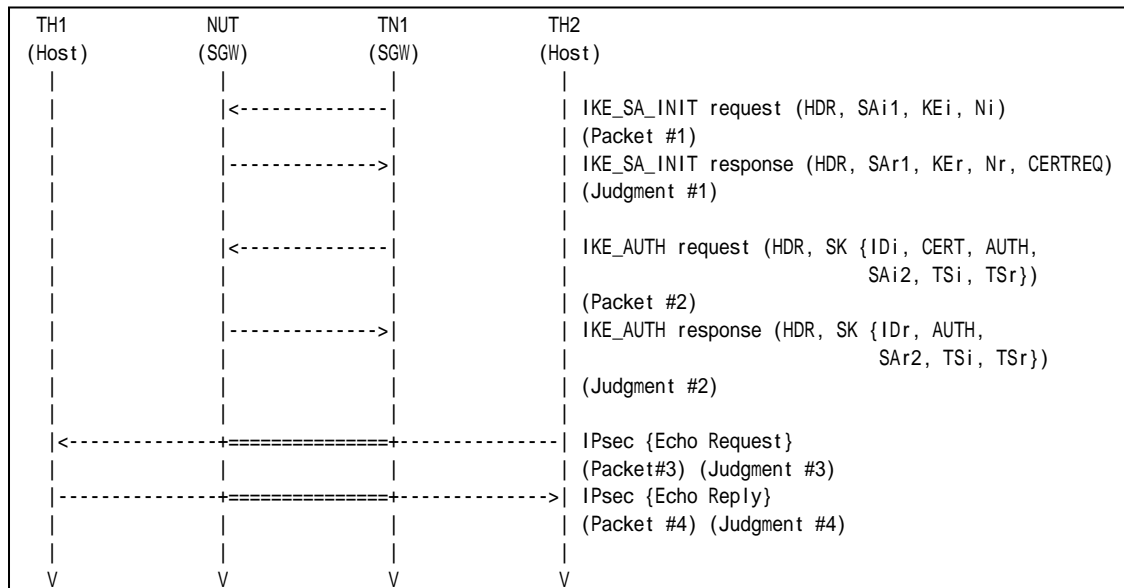 TH1 NUT TN1 TH2
(Host) (SGW) (SGW) (Host)
IKE_SA_INIT request (HDR, SAi1, KEi, Ni)
(Packet #1)
IKE_SA_INIT response (HDR, SAr1, KEr, Nr, CERTREQ)
(Judgment #1)
IKE_AUTH request (HDR, SK {IDi, CERT, AUTH,
SAi2, TSi, TSr})
(Packet #2)
IKE_AUTH response (HDR, SK {IDr, AUTH,
SAr2, TSi, TSr})
(Judgment #2)
IPsec {Echo Request}
(Packet#3) (Judgment #3)
IPsec {Echo Reply}
(Packet #4) (Judgment #4)
V V V V